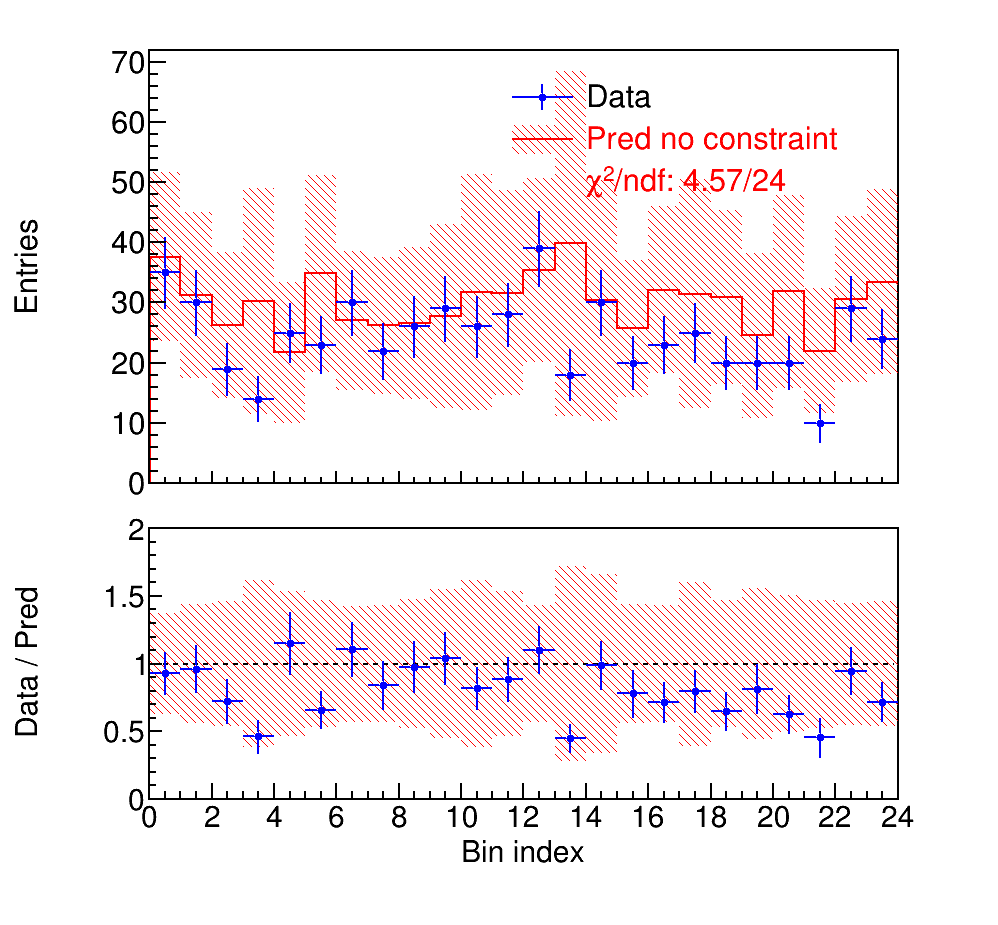 70
60
50
40
30
20
10
0
Entries
Data
Pred no constraint
χ²/ndf: 4.57/24
2
1.5
1
0.5
0
Data / Pred
0 2 4 6 8 10 12 14 16 18 20 22 24
Bin index